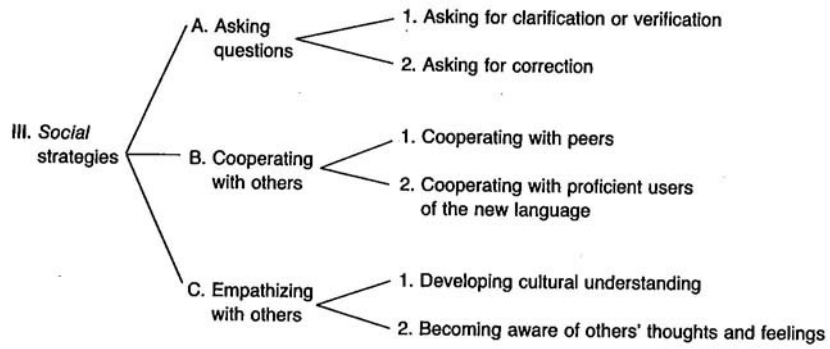 III. Social
strategies
A. Asking
questions
1. Asking for clarification or verification
2. Asking for correction
B. Cooperating
with others
1. Cooperating with peers
2. Cooperating with proficient users
of the new language
C. Empathizing
with others
1. Developing cultural understanding
2. Becoming aware of others' thoughts and feelings